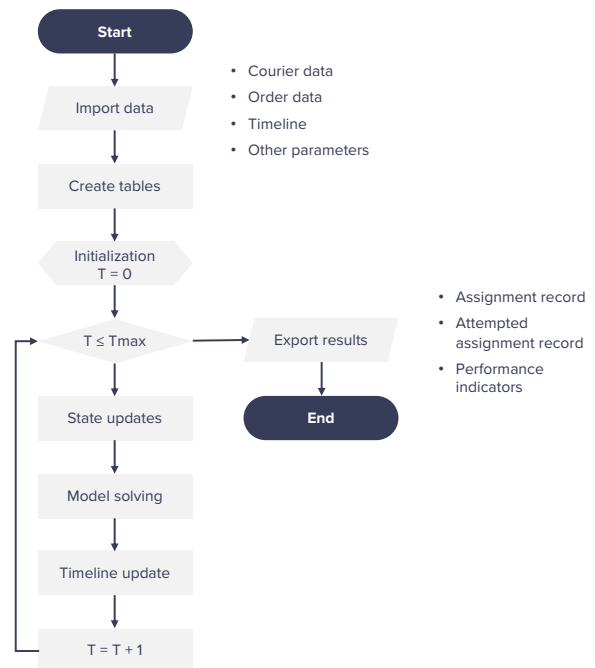 Start
Import data
• Courier data
• Order data
• Timeline
• Other parameters
Create tables
Initialization
T = 0
T ≤ Tmax
Export results
• Assignment record
• Attempted
assignment record
• Performance
indicators
End
State updates
Model solving
Timeline update
T = T + 1